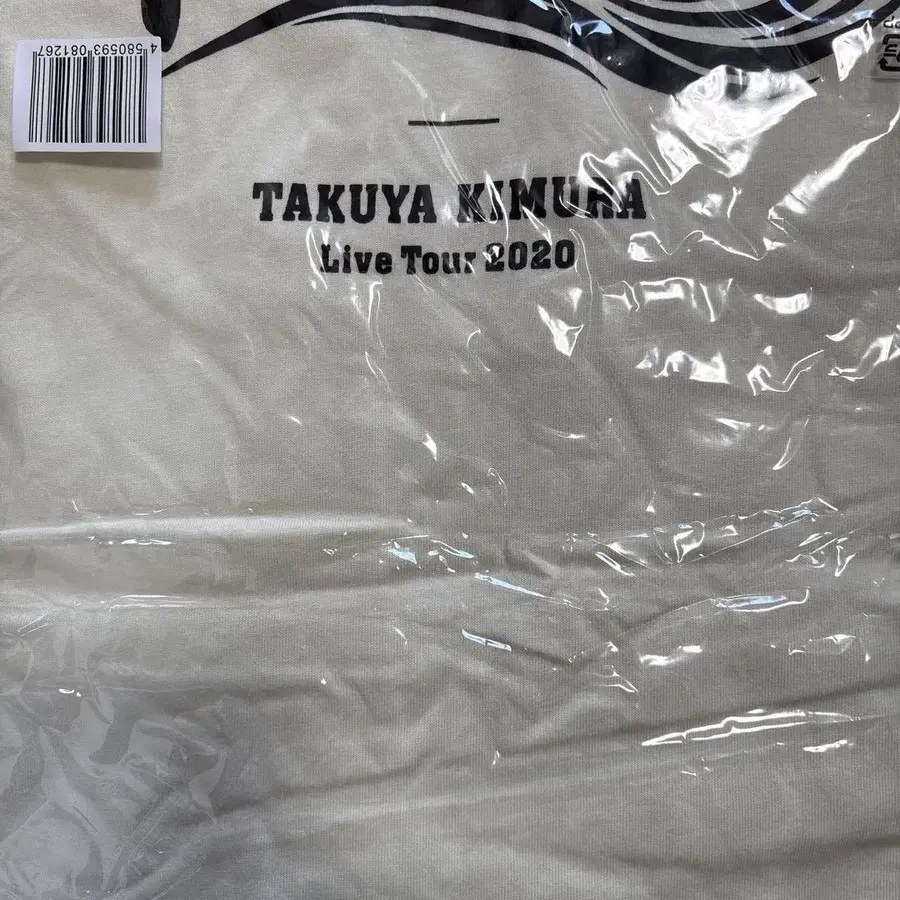 4 580593 081267
TAKUYA KIMURA
Live Tour 2020